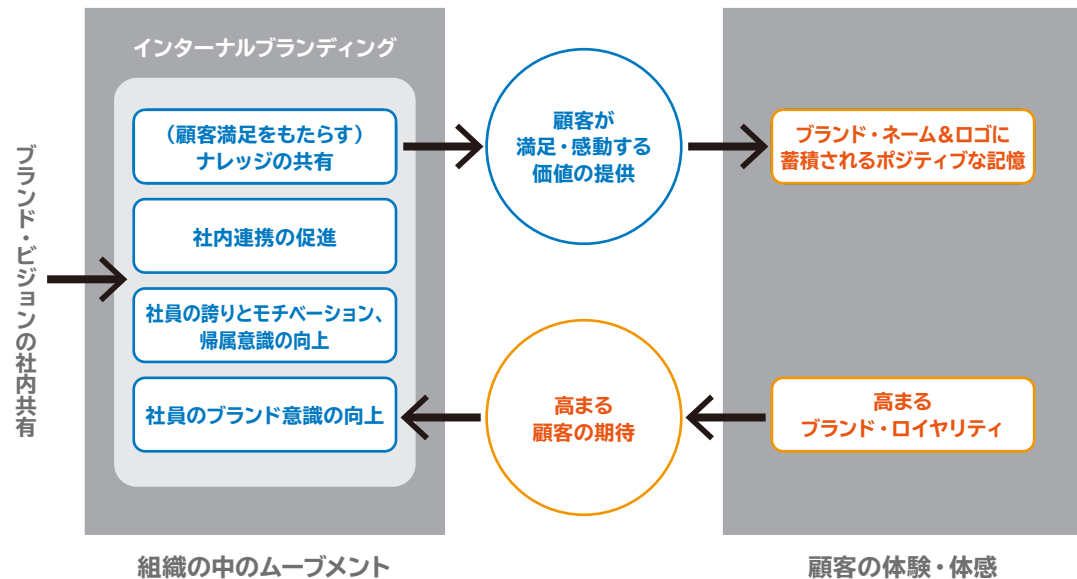 ブランド・ビジョンの社内共有
インターナルブランディング
（顧客満足をもたらす）
ナレッジの共有
社内連携の促進
社員の誇りとモチベーション、
帰属意識の向上
社員のブランド意識の向上
組織の中のムーブメント
顧客が
満足・感動する
価値の提供
高まる
顧客の期待
ブランド・ネーム＆ロゴに
蓄積されるポジティブな記憶
高まる
ブランド・ロイヤリティ
顧客の体験・体感